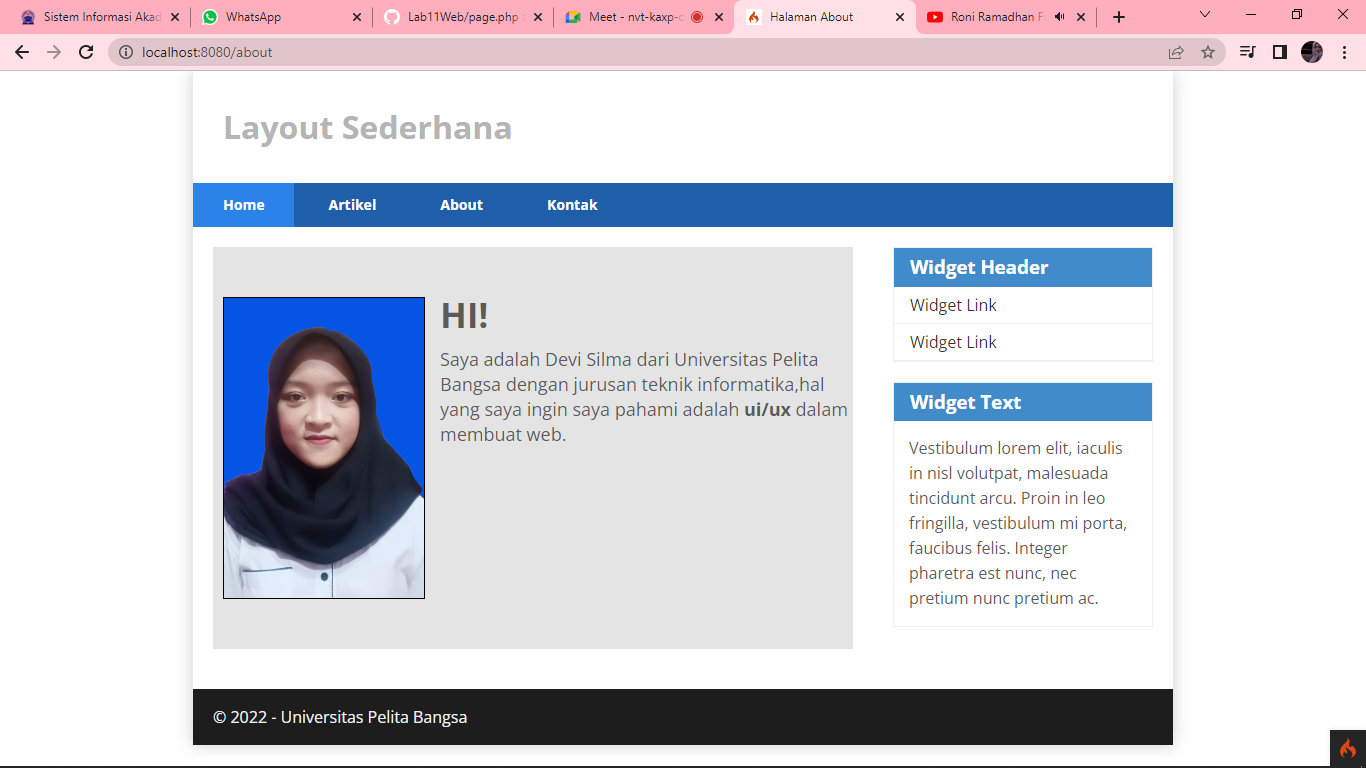 Sistem Informasi Akad
WhatsApp
Lab11Web/page.php a
Meet - nvt-kaxp-c
Halaman About
Roni Ramadhan F
localhost:8080/about
Layout Sederhana
Home
Artikel
About
Kontak
HI!
Saya adalah Devi Silma dari Universitas Pelita
Bangsa dengan jurusan teknik informatika,hal
yang saya ingin saya pahami adalah ui/ux dalam
membuat web.
Widget Header
Widget Link
Widget Link
Widget Text
Vestibulum lorem elit, iaculis
in nisl volutpat, malesuada
tincidunt arcu. Proin in leo
fringilla, vestibulum mi porta,
faucibus felis. Integer
pharetra est nunc, nec
pretium nunc pretium ac.
© 2022 - Universitas Pelita Bangsa